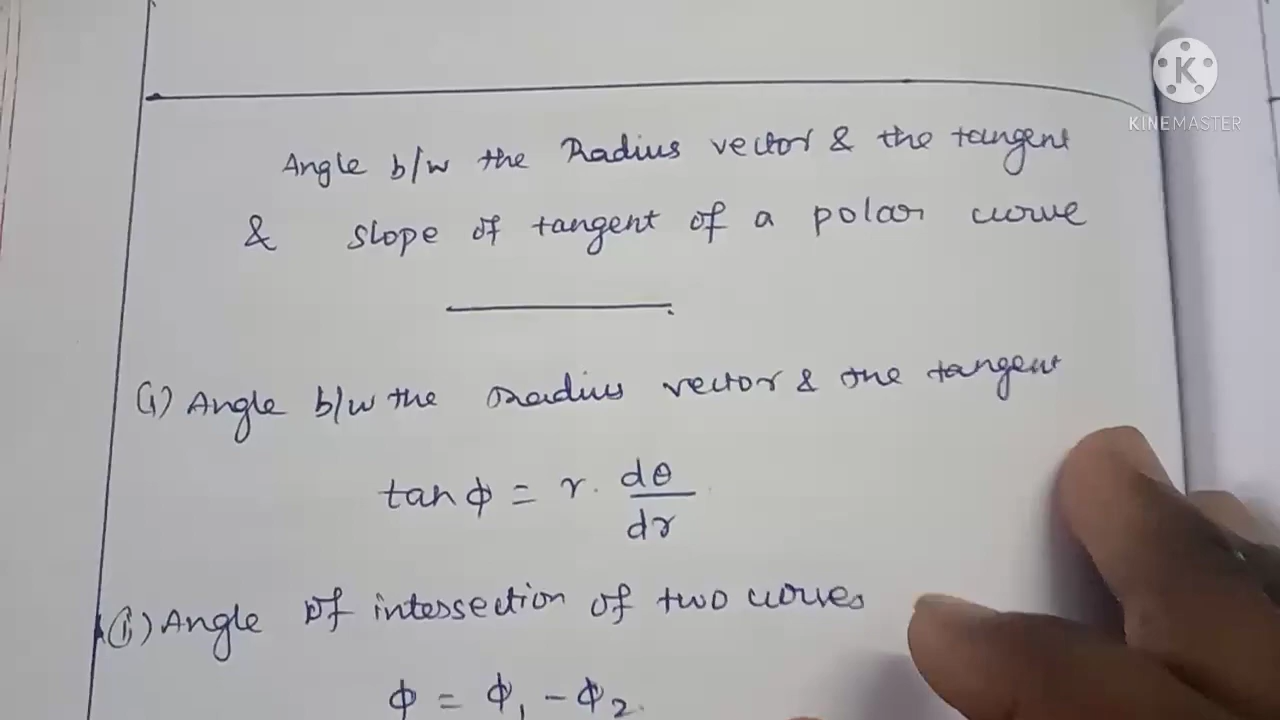 K
KINEMASTER
Angle b/w the Radius vector & the tangent
& slope of tangent of a polar curve
(i) Angle b/w the radius vector & the tangent
tan ϕ = r. dθ/dr
(ii) Angle of intersection of two curves
ϕ = ϕ₁ - ϕ₂.